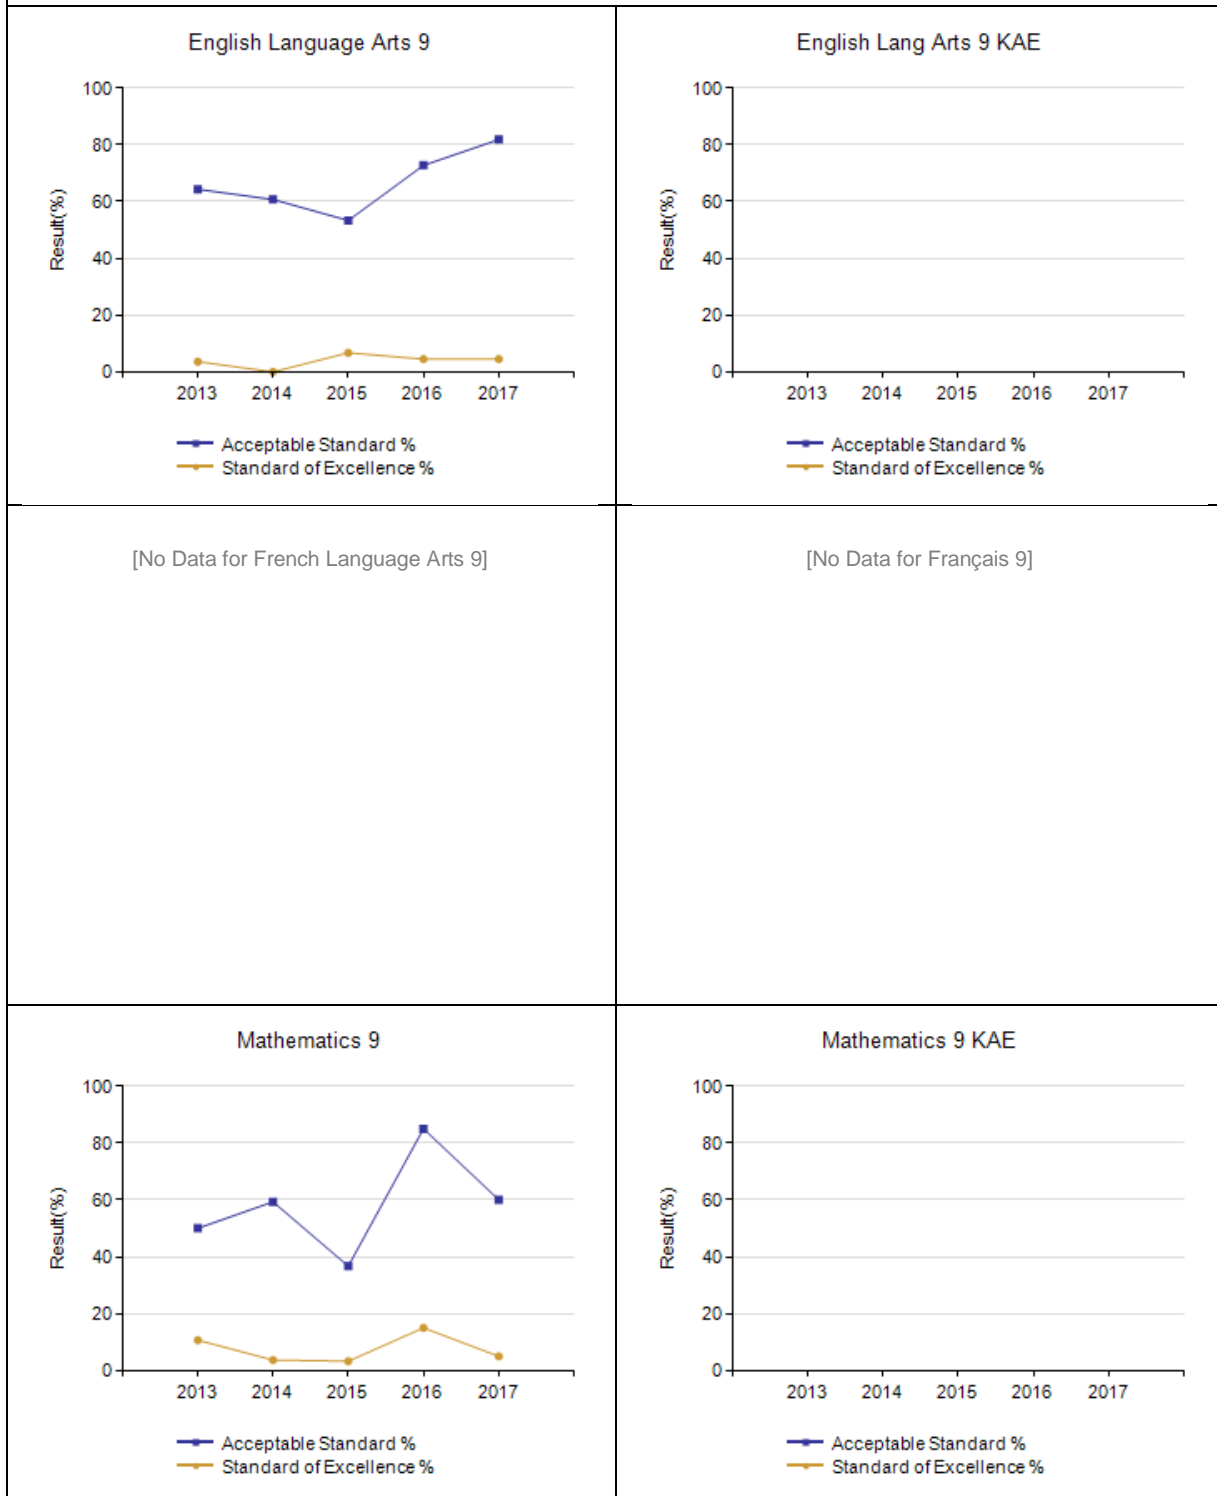 English Language Arts 9
100
80
60
40
20
0
Result(%)
2013 2014 2015 2016 2017
Acceptable Standard %
Standard of Excellence %
English Lang Arts 9 KAE
100
80
60
40
20
0
Result(%)
2013 2014 2015 2016 2017
Acceptable Standard %
Standard of Excellence %
[No Data for French Language Arts 9]
[No Data for Français 9]
Mathematics 9
100
80
60
40
20
0
Result(%)
2013 2014 2015 2016 2017
Acceptable Standard %
Standard of Excellence %
Mathematics 9 KAE
100
80
60
40
20
0
Result(%)
2013 2014 2015 2016 2017
Acceptable Standard %
Standard of Excellence %